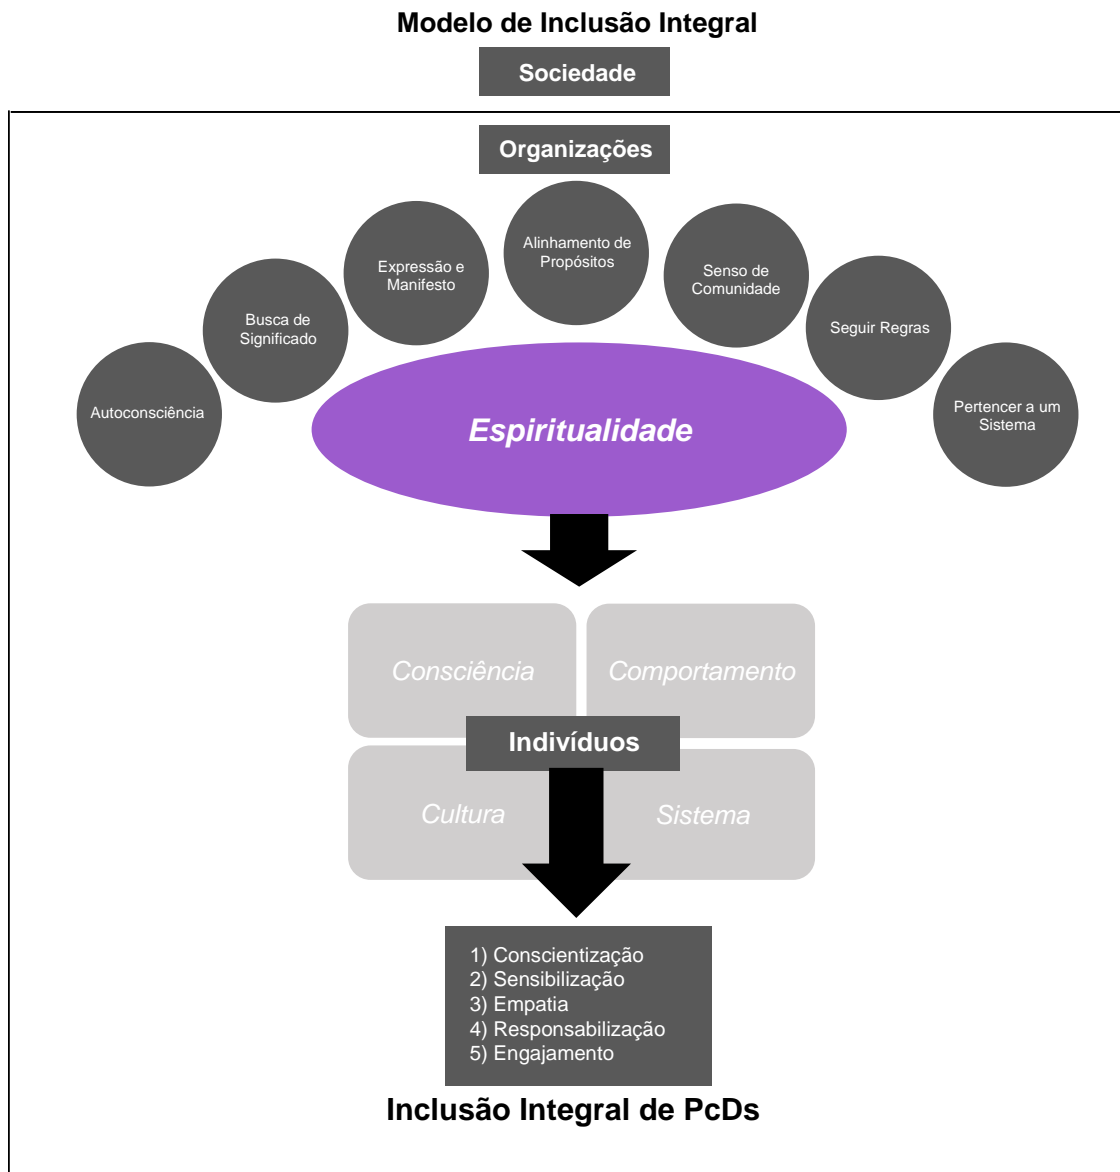 Modelo de Inclusão Integral
Sociedade
Organizações
Autoconsciência
Busca de
Significado
Expressão e
Manifesto
Alinhamento de
Propósitos
Senso de
Comunidade
Seguir Regras
Pertencer a um
Sistema
Espiritualidade
Consciência
Comportamento
Indivíduos
Cultura
Sistema
1) Conscientização
2) Sensibilização
3) Empatia
4) Responsabilização
5) Engajamento
Inclusão Integral de PcDs